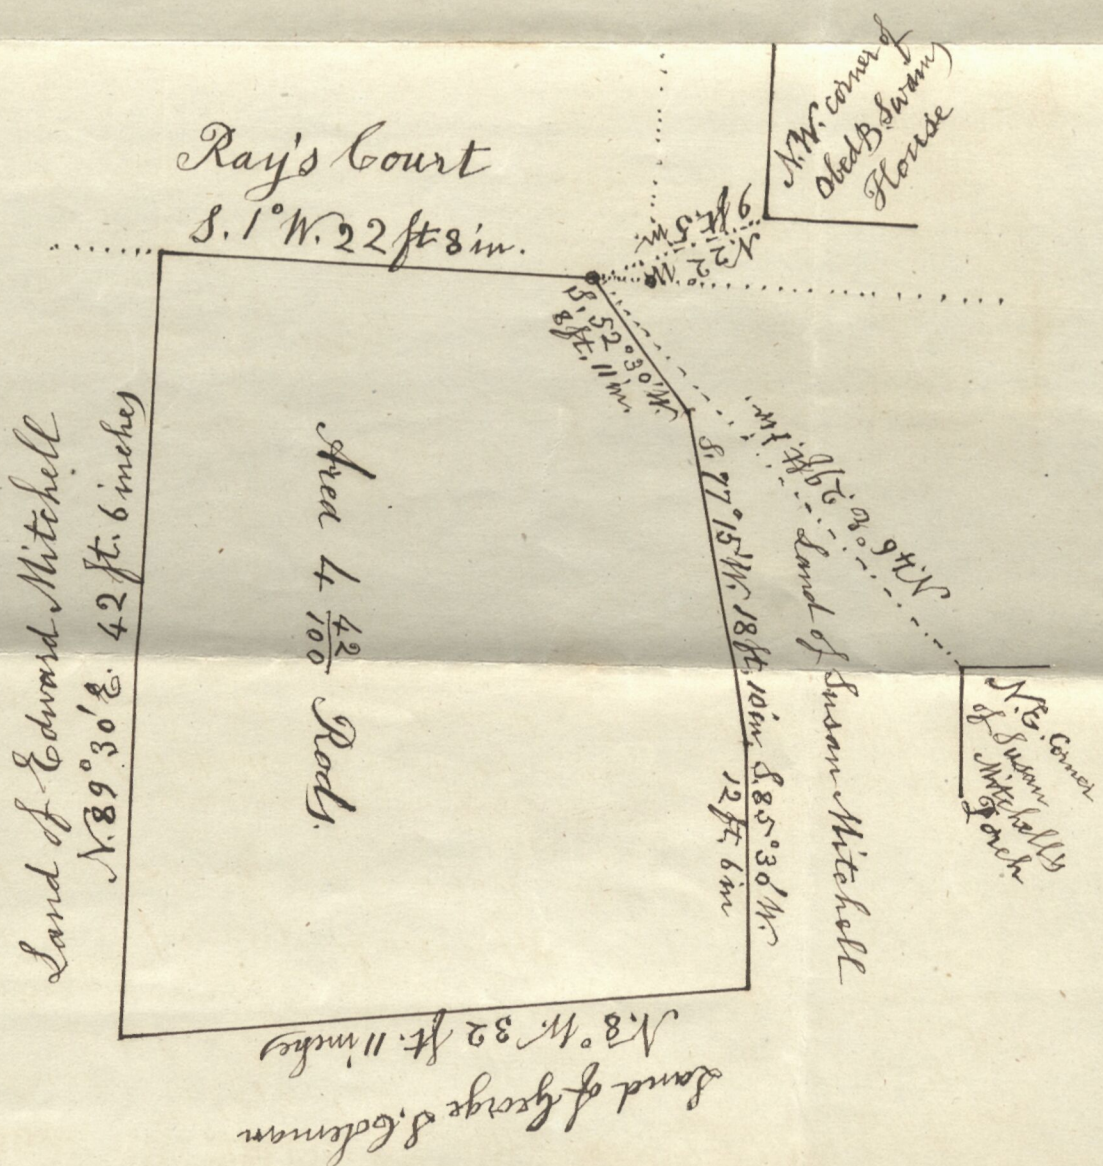 Ray's Court
S. 1° W. 22 ft 8 in.
N.W. corner of
Obed B. Swain
House
9 ft. 5 in.
N. 22° W.
S. 52° 30' W.
8 ft. 11 in.
N. 46° E. 29 ft. 1 in.
S. 77° 15' W. 18 ft. 10 in. S. 85° 30' W.
12 ft. 6 in
Land of Susan Mitchell
N.E. Corner
of Susan
Mitchell's
Porch
Area 4 42/100 Rods.
Land of Edward Mitchell
N. 89° 30' E. 42 ft. 6 inches
N. 8° W. 32 ft. 11 inches
Land of George S. Coleman